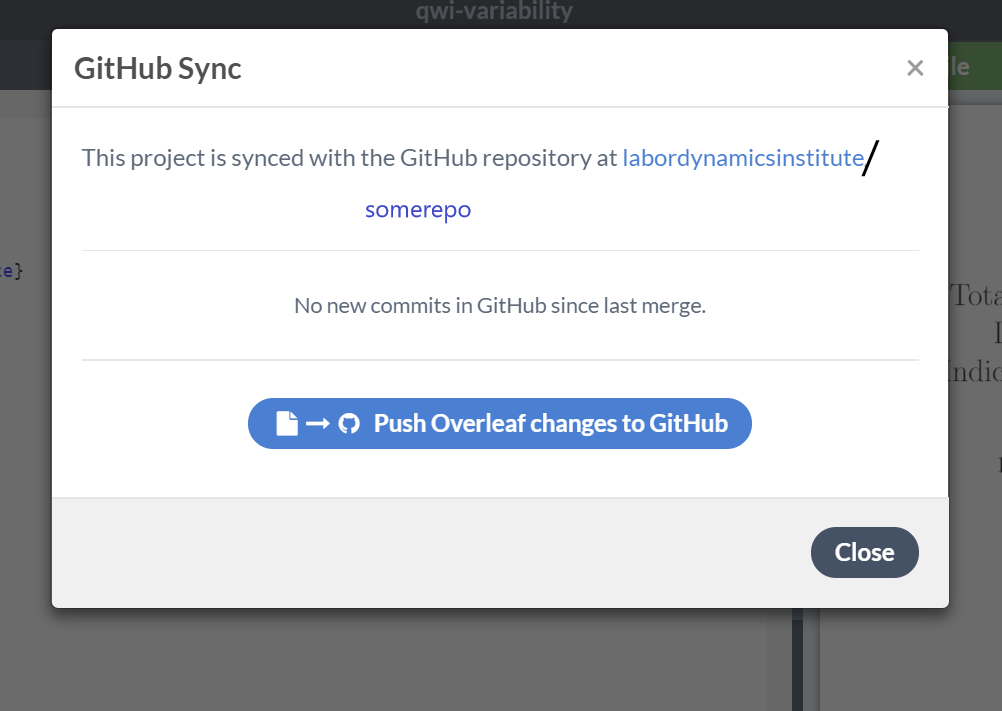 qwi-variability
GitHub Sync
×
This project is synced with the GitHub repository at labordynamicsinstitute/
somerepo
e}
No new commits in GitHub since last merge.
Push Overleaf changes to GitHub
Close
le
Tota
Indic